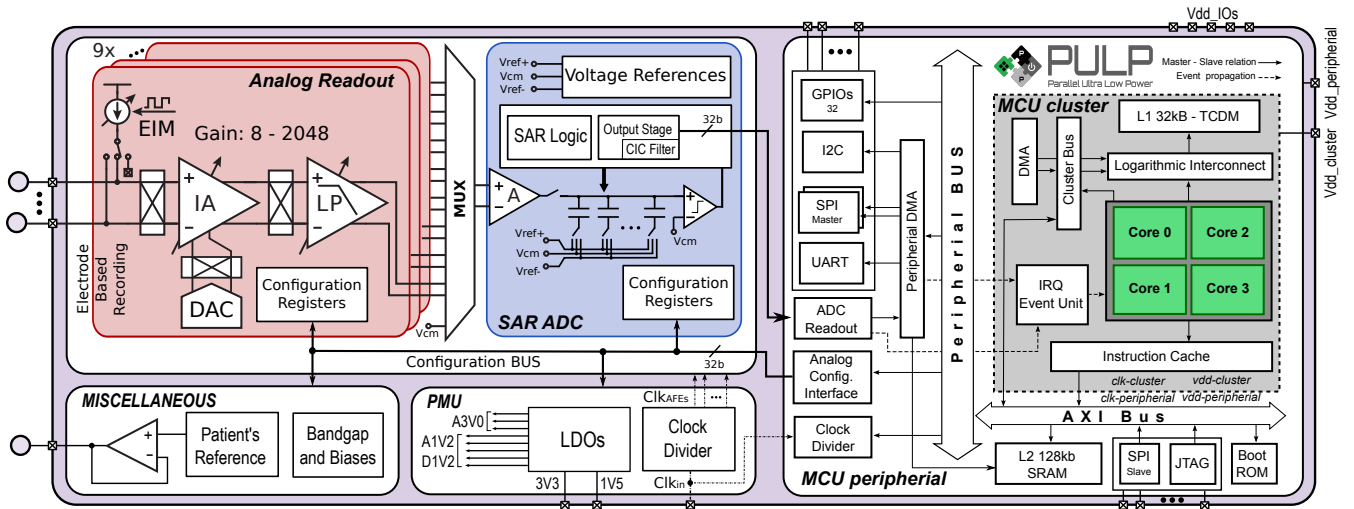 Vdd_IOs
Vdd_peripheral
Vdd_cluster
9x
Analog Readout
EIM
Gain: 8 - 2048
IA
LP
DAC
Electrode
Based
Recording
Configuration
Registers
MUX
Vcm
Vref+
Vcm
Vref-
Voltage References
SAR Logic
Output Stage
CIC Filter
32b
A
Vref+
Vcm
Vref-
Vcm
Configuration
Registers
SAR ADC
Configuration BUS
32b
MISCELLANEOUS
Patient's
Reference
Bandgap
and Biases
PMU
A3V0
A1V2
D1V2
LDOs
3V3
1V5
ClkAFEs
...
Clock
Divider
Clkin
GPIOs
32
I2C
SPI
Master
UART
ADC
Readout
Analog
Config.
Interface
Clock
Divider
Peripheral DMA
Peripheral BUS
MCU peripheral
P
P
U
PULP
Parallel Ultra Low Power
Master - Slave relation
Event propagation
MCU cluster
L1 32kB - TCDM
DMA
Cluster Bus
Logarithmic Interconnect
Core 0
Core 2
Core 1
Core 3
IRQ
Event Unit
Instruction Cache
clk-cluster
vdd-cluster
clk-peripheral
vdd-peripheral
AXI Bus
L2 128kb
SRAM
SPI
Slave
JTAG
Boot
ROM